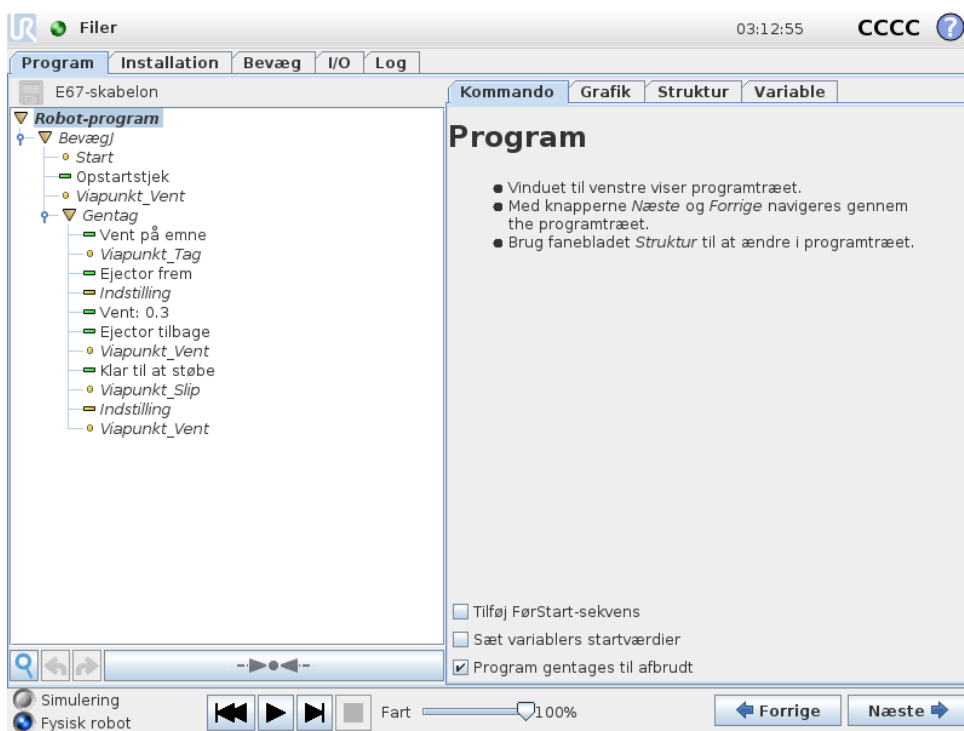 UR Filer 03:12:55 CCCC ?
Program Installation Bevæg I/O Log
E67-skabelon
Kommando Grafik Struktur Variable
Robot-program
BevægJ
Start
Opstartstjek
Viapunkt_Vent
Gentag
Vent på emne
Viapunkt_Tag
Ejector frem
Indstilling
Vent: 0.3
Ejector tilbage
Viapunkt_Vent
Klar til at støbe
Viapunkt_Slip
Indstilling
Viapunkt_Vent
Program
Vinduet til venstre viser programtræet.
Med knapperne Næste og Forrige navigeres gennem
the programtræet.
Brug fanebladet Struktur til at ændre i programtræet.
Tilføj FørStart-sekvens
Sæt variablers startværdier
Program gentages til afbrudt
Simulering
Fysisk robot
Fart 100%
Forrige Næste